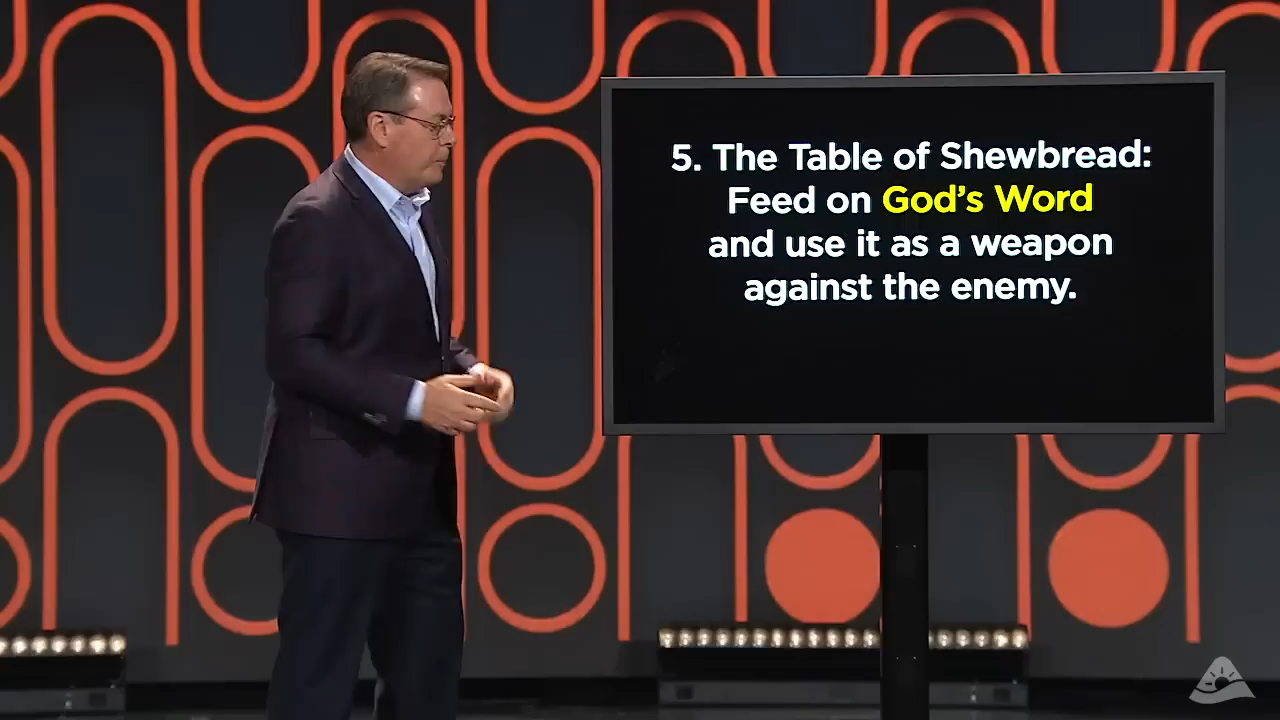 5. The Table of Shewbread:
Feed on God's Word
and use it as a weapon
against the enemy.